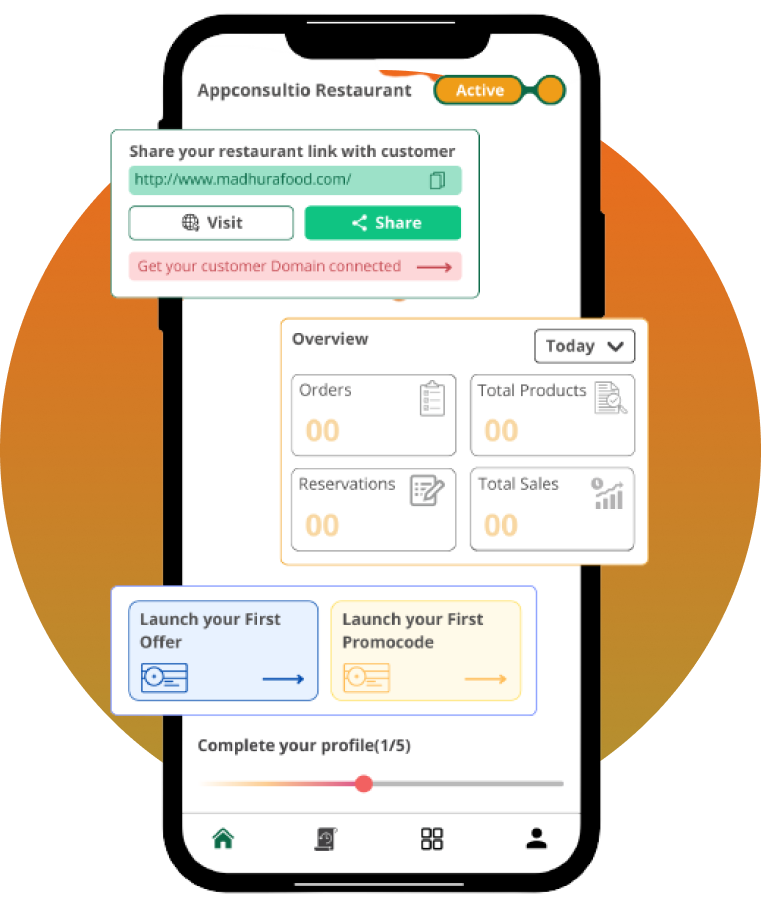 Appconsultio Restaurant
Active
Share your restaurant link with customer
http://www.madhurafood.com/
Visit
Share
Get your customer Domain connected
Overview
Today
Orders
00
Total Products
00
Reservations
00
Total Sales
00
Launch your First
Offer
Launch your First
Promocode
Complete your profile(1/5)